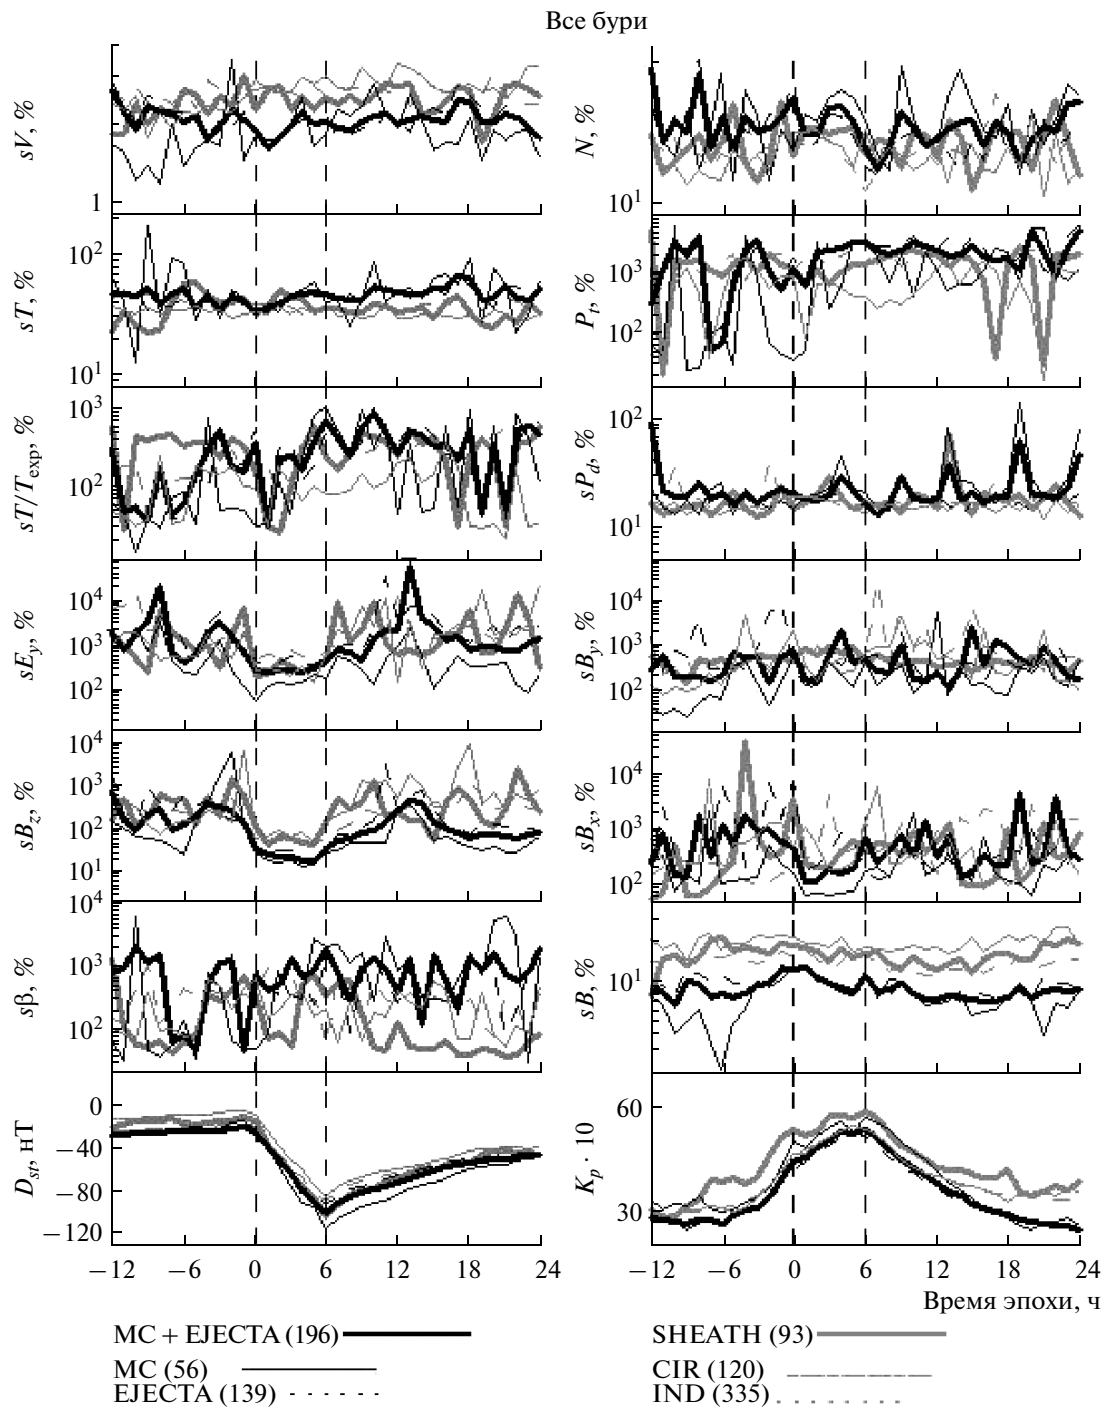 Все бури
sV, %
1
N, %
10¹
sT, %
10²
10¹
Pₜ, %
10³
10²
sT/T_exp, %
10³
10²
sP_d, %
10²
10¹
sE_y, %
10⁴
10³
10²
sB_y, %
10⁴
10³
10²
sB_z, %
10⁴
10³
10²
10¹
sB_x, %
10⁴
10³
10²
sβ, %
10⁴
10³
10²
sB, %
10¹
D_st, нТ
0
−40
−80
−120
K_p · 10
60
30
−12 −6 0 6 12 18 24
−12 −6 0 6 12 18 24
Время эпохи, ч
MC + EJECTA (196)
MC (56)
EJECTA (139)
SHEATH (93)
CIR (120)
IND (335)